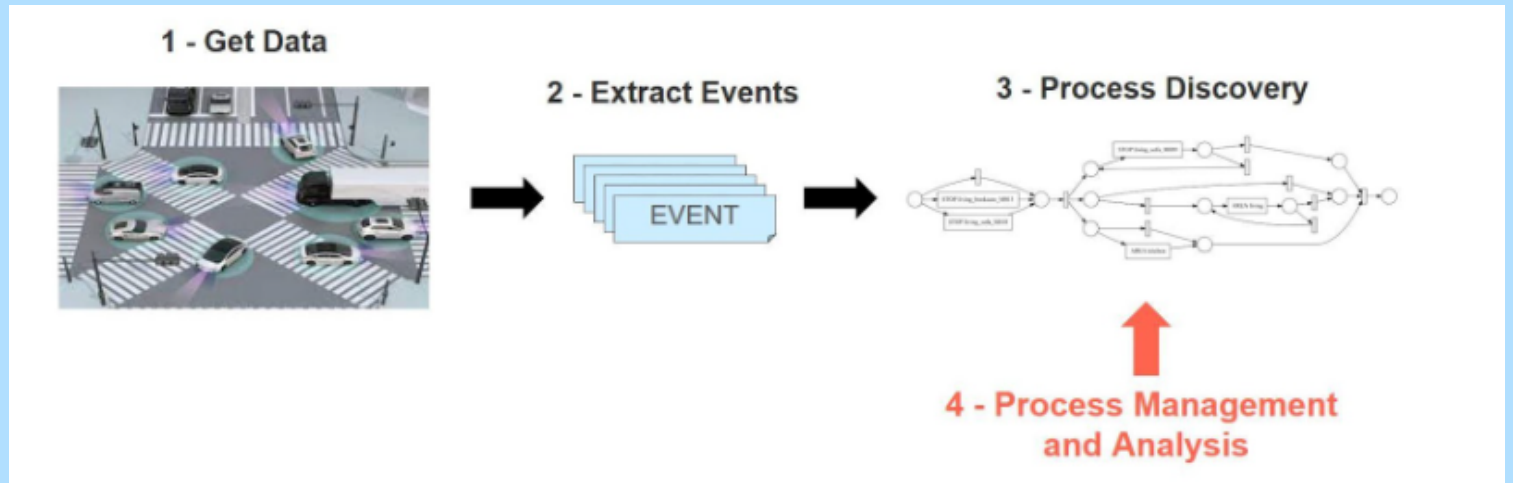 1 - Get Data
2 - Extract Events
EVENT
3 - Process Discovery
4 - Process Management
and Analysis